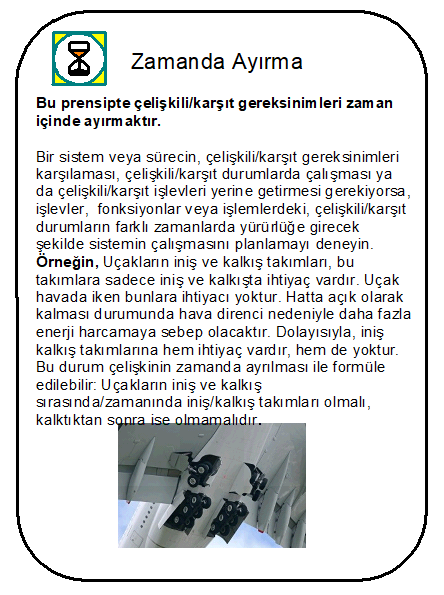 Zamanda Ayırma
Bu prensipte çelişkili/karşıt gereksinimleri zaman
içinde ayırmaktır.
Bir sistem veya sürecin, çelişkili/karşıt gereksinimleri
karşılaması, çelişkili/karşıt durumlarda çalışması ya
da çelişkili/karşıt işlevleri yerine getirmesi gerekiyorsa,
işlevler, fonksiyonlar veya işlemlerdeki, çelişkili/karşıt
durumların farklı zamanlarda yürürlüğe girecek
şekilde sistemin çalışmasını planlamayı deneyin.
Örneğin, Uçakların iniş ve kalkış takımları, bu
takımlara sadece iniş ve kalkışta ihtiyaç vardır. Uçak
havada iken bunlara ihtiyacı yoktur. Hatta açık olarak
kalması durumunda hava direnci nedeniyle daha fazla
enerji harcamaya sebep olacaktır. Dolayısıyla, iniş
kalkış takımlarına hem ihtiyaç vardır, hem de yoktur.
Bu durum çelişkinin zamanda ayrılması ile formüle
edilebilir: Uçakların iniş ve kalkış
sırasında/zamanında iniş/kalkış takımları olmalı,
kalktıktan sonra ise olmamalıdır.